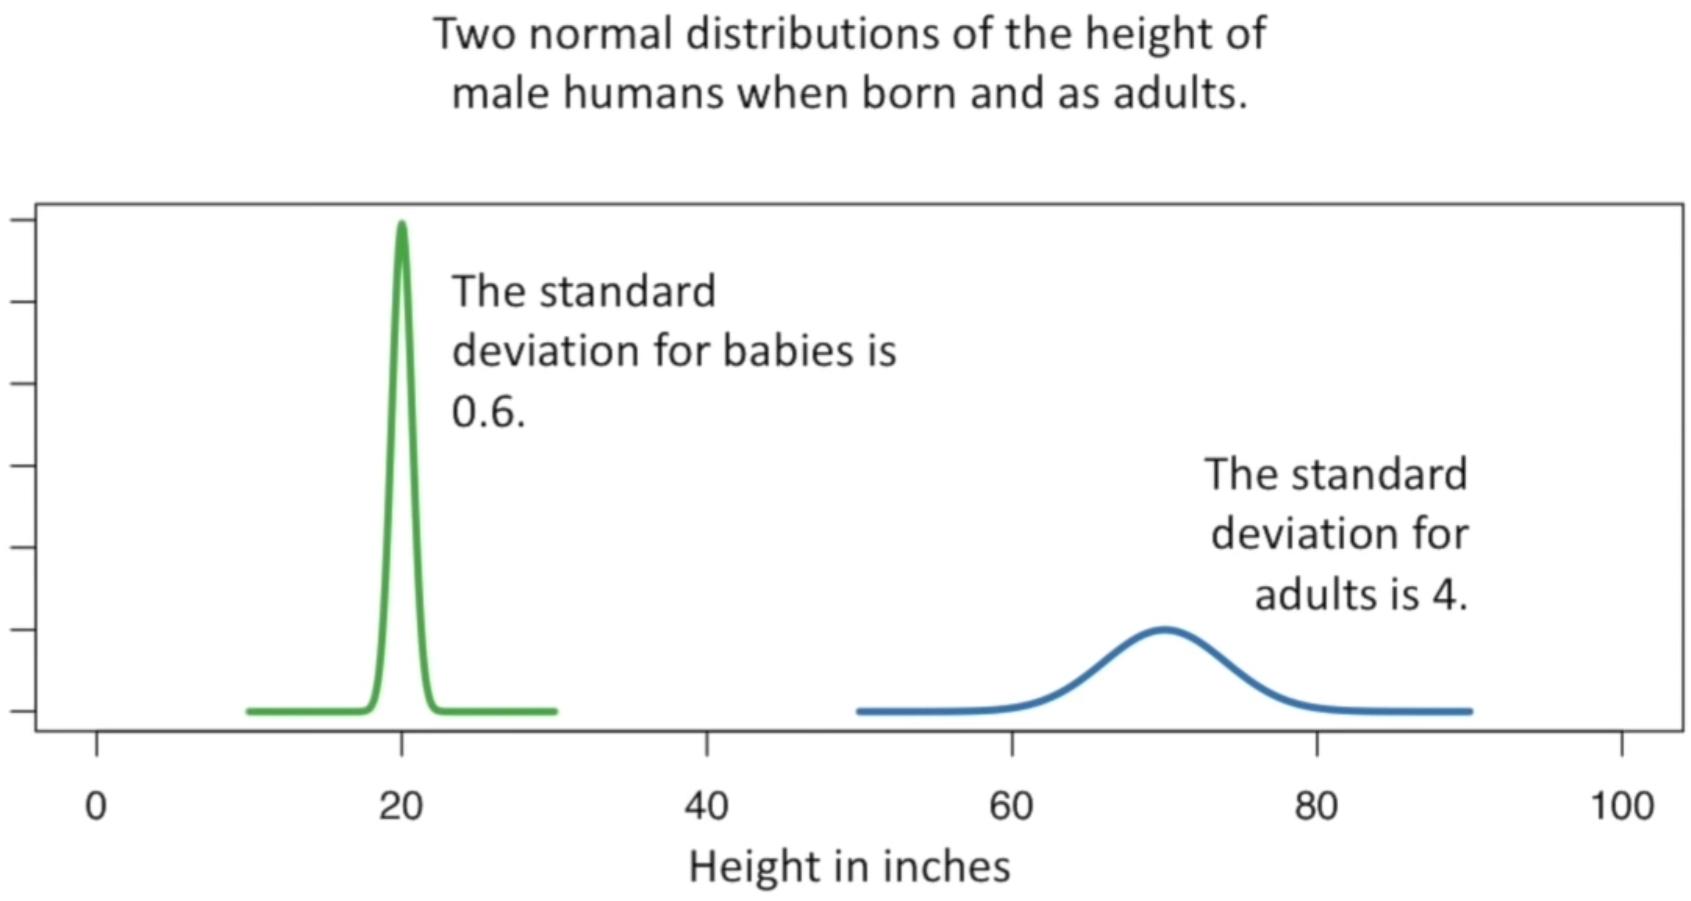 Two normal distributions of the height of
male humans when born and as adults.
The standard
deviation for babies is
0.6.
The standard
deviation for
adults is 4.
0 20 40 60 80 100
Height in inches